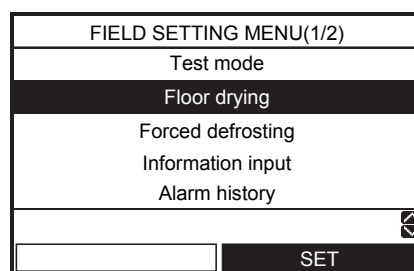 FIELD SETTING MENU(1/2)
Test mode
Floor drying
Forced defrosting
Information input
Alarm history
SET